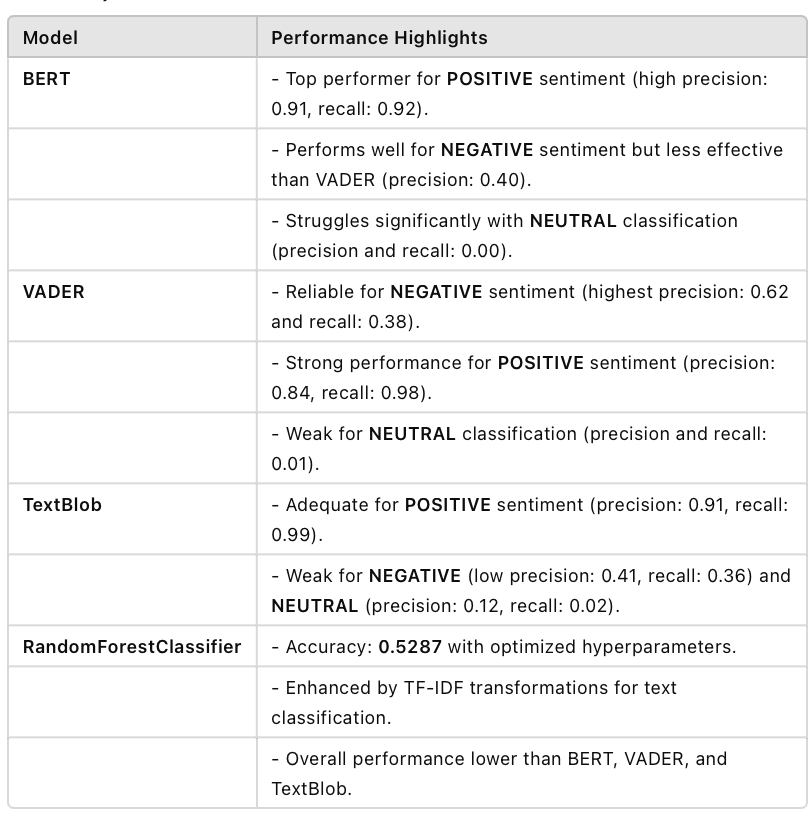 Model
Performance Highlights
BERT
- Top performer for POSITIVE sentiment (high precision:
0.91, recall: 0.92).
- Performs well for NEGATIVE sentiment but less effective
than VADER (precision: 0.40).
- Struggles significantly with NEUTRAL classification
(precision and recall: 0.00).
VADER
- Reliable for NEGATIVE sentiment (highest precision: 0.62
and recall: 0.38).
- Strong performance for POSITIVE sentiment (precision:
0.84, recall: 0.98).
- Weak for NEUTRAL classification (precision and recall:
0.01).
TextBlob
- Adequate for POSITIVE sentiment (precision: 0.91, recall:
0.99).
- Weak for NEGATIVE (low precision: 0.41, recall: 0.36) and
NEUTRAL (precision: 0.12, recall: 0.02).
RandomForestClassifier
- Accuracy: 0.5287 with optimized hyperparameters.
- Enhanced by TF-IDF transformations for text
classification.
- Overall performance lower than BERT, VADER, and
TextBlob.